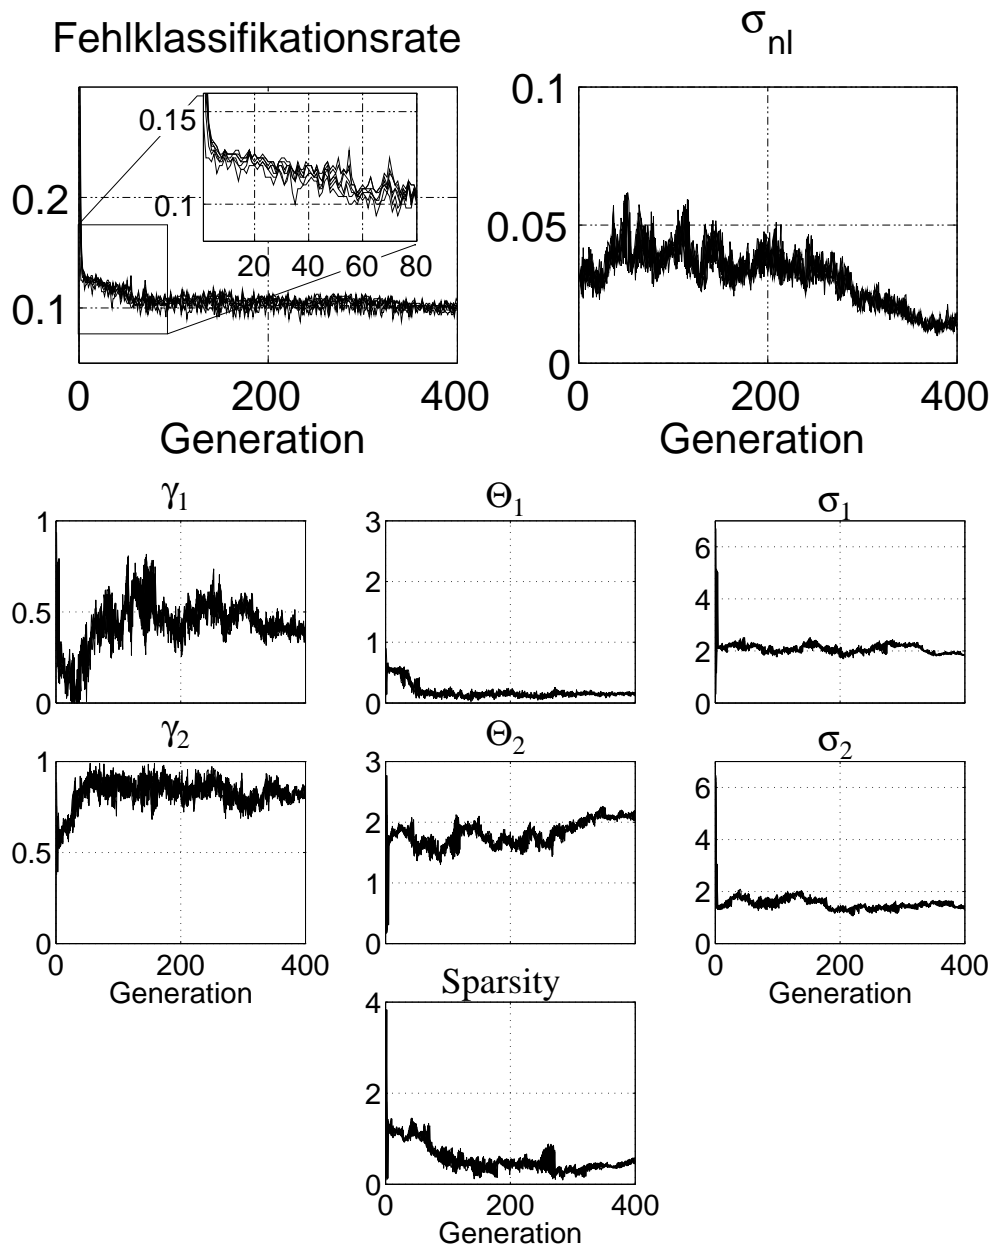 Fehlklassifikationsrate
σnl
0.15
0.1
20 40 60 80
0.2
0.1
0 200 400
Generation
0.1
0.05
0
0 200 400
Generation
γ1
1
0.5
0
Θ1
3
2
1
0
σ1
6
4
2
0
γ2
1
0.5
0
0 200 400
Generation
Θ2
3
2
1
0
σ2
6
4
2
0
0 200 400
Generation
Sparsity
4
2
0
0 200 400
Generation